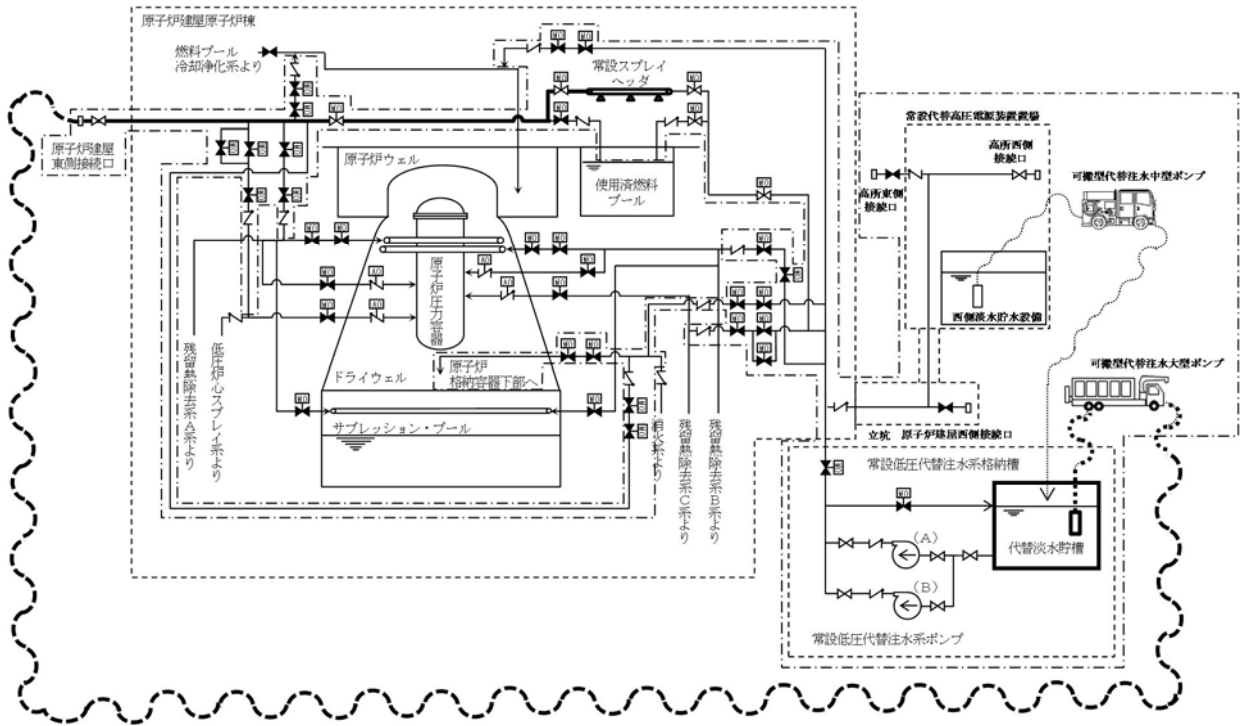 原子炉建屋原子炉棟
燃料プール
冷却浄化系より
常設スプレイ
ヘッダ
原子炉建屋
東側接続口
原子炉ウェル
使用済燃料
プール
常設代替高圧電源装置置場
高所西側
接続口
高所東側
接続口
可搬型代替注水中型ポンプ
西側淡水貯水設備
原子炉圧力容器
残留熱除去系A系より
低圧炉心スプレイ系より
ドライウェル
原子炉
格納容器下部へ
サプレッション・プール
消火系より
残留熱除去系C系より
残留熱除去系B系より
可搬型代替注水大型ポンプ
立坑
原子炉建屋西側接続口
常設低圧代替注水系格納槽
代替淡水貯槽
(A)
(B)
常設低圧代替注水系ポンプ
MO
AO